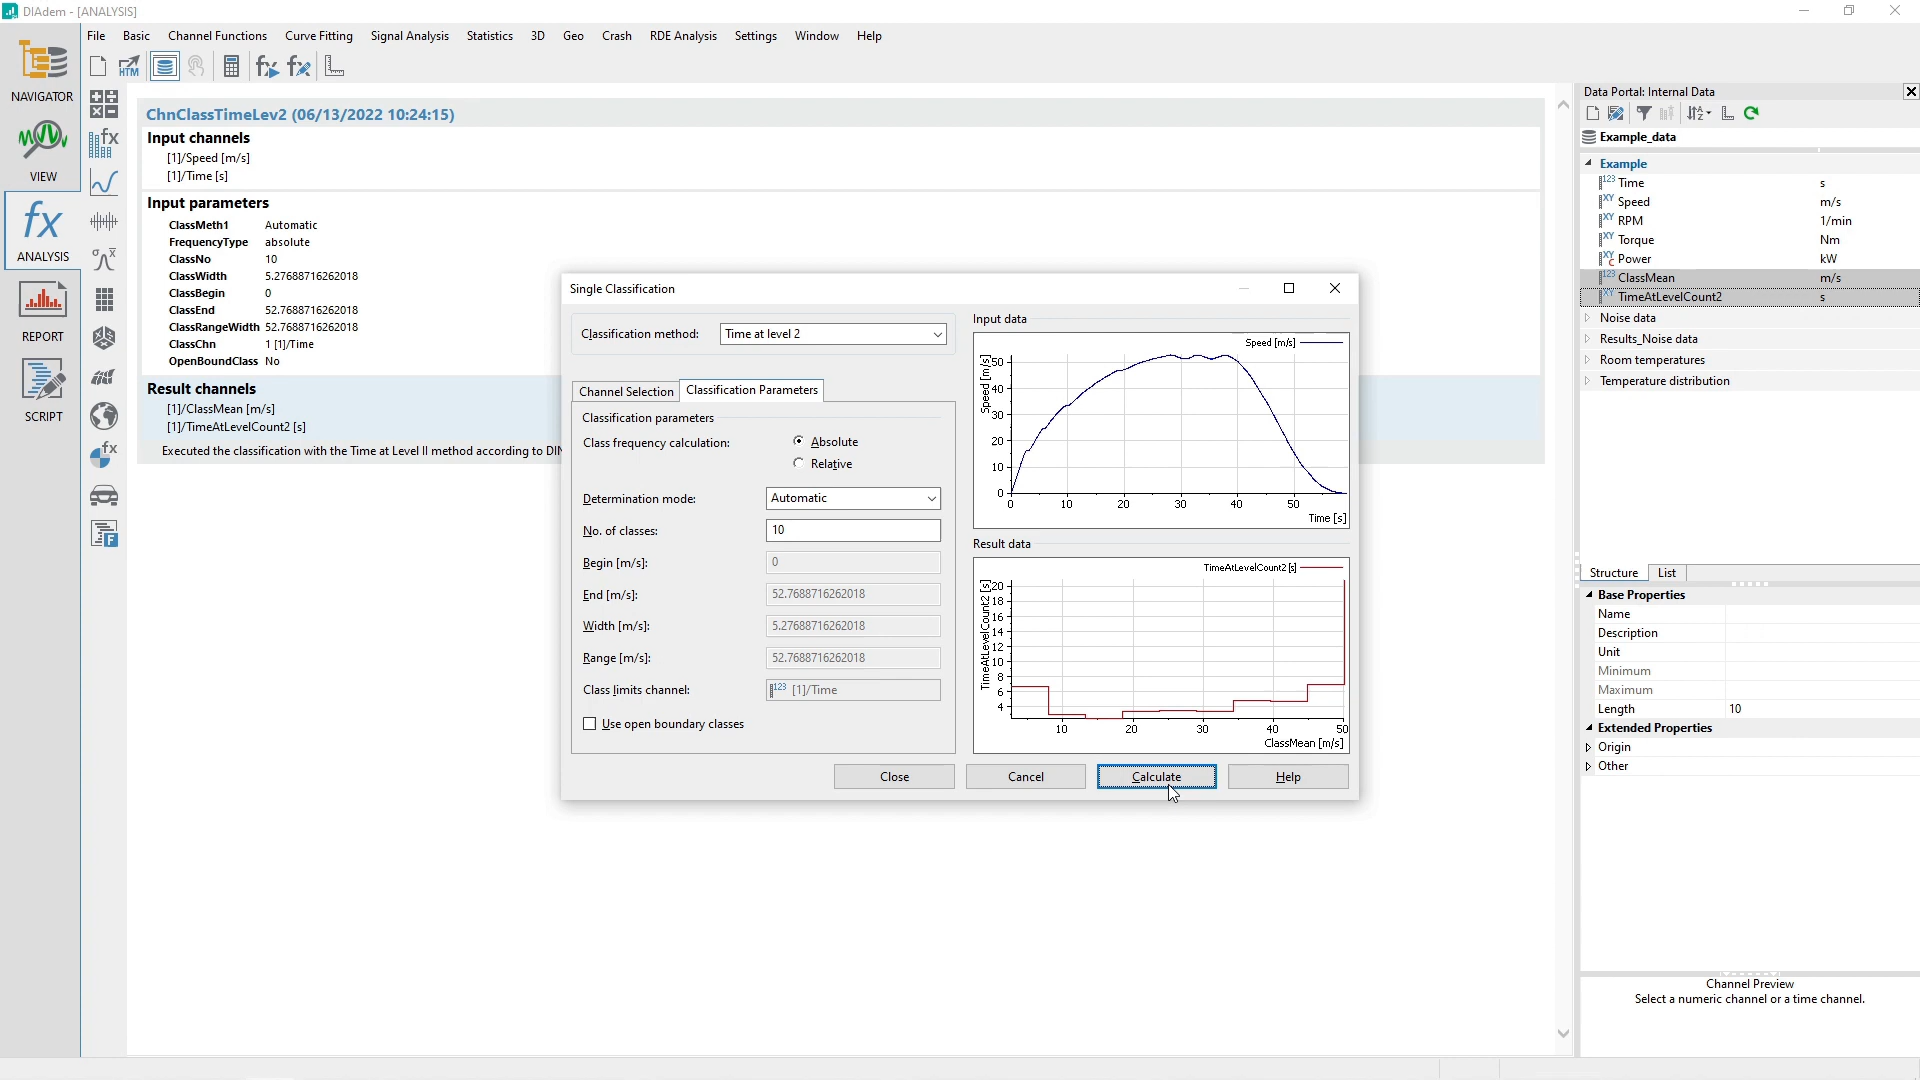 DIAdem - [ANALYSIS]
File Basic Channel Functions Curve Fitting Signal Analysis Statistics 3D Geo Crash RDE Analysis Settings Window Help
NAVIGATOR
VIEW
ANALYSIS
REPORT
SCRIPT
ChnClassTimeLev2 (06/13/2022 10:24:15)
Input channels
[1]/Speed [m/s]
[1]/Time [s]
Input parameters
ClassMeth1 Automatic
FrequencyType absolute
ClassNo 10
ClassWidth 5.27688716262018
ClassBegin 0
ClassEnd 52.7688716262018
ClassRangeWidth 52.7688716262018
ClassChn 1 [1]/Time
OpenBoundClass No
Result channels
[1]/ClassMean [m/s]
[1]/TimeAtLevelCount2 [s]
Executed the classification with the Time at Level II method according to DIN
Single Classification
Classification method: Time at level 2
Channel Selection Classification Parameters
Classification parameters
Class frequency calculation: Absolute
Relative
Determination mode: Automatic
No. of classes: 10
Begin [m/s]: 0
End [m/s]: 52.7688716262018
Width [m/s]: 5.27688716262018
Range [m/s]: 52.7688716262018
Class limits channel: 123 [1]/Time
Use open boundary classes
Input data
Speed [m/s]
Speed [m/s]
50
40
30
20
10
0
0 10 20 30 40 50
Time [s]
Result data
TimeAtLevelCount2 [s]
TimeAtLevelCount2 [s]
20
18
16
14
12
10
8
6
4
10 20 30 40 50
ClassMean [m/s]
Close Cancel Calculate Help
Data Portal: Internal Data
Example_data
Example
123 Time s
XY Speed m/s
XY RPM 1/min
XY Torque Nm
XY C Power kW
123 ClassMean m/s
XY TimeAtLevelCount2 s
Noise data
Results_Noise data
Room temperatures
Temperature distribution
Structure List
Base Properties
Name
Description
Unit
Minimum
Maximum
Length 10
Extended Properties
Origin
Other
Channel Preview
Select a numeric channel or a time channel.